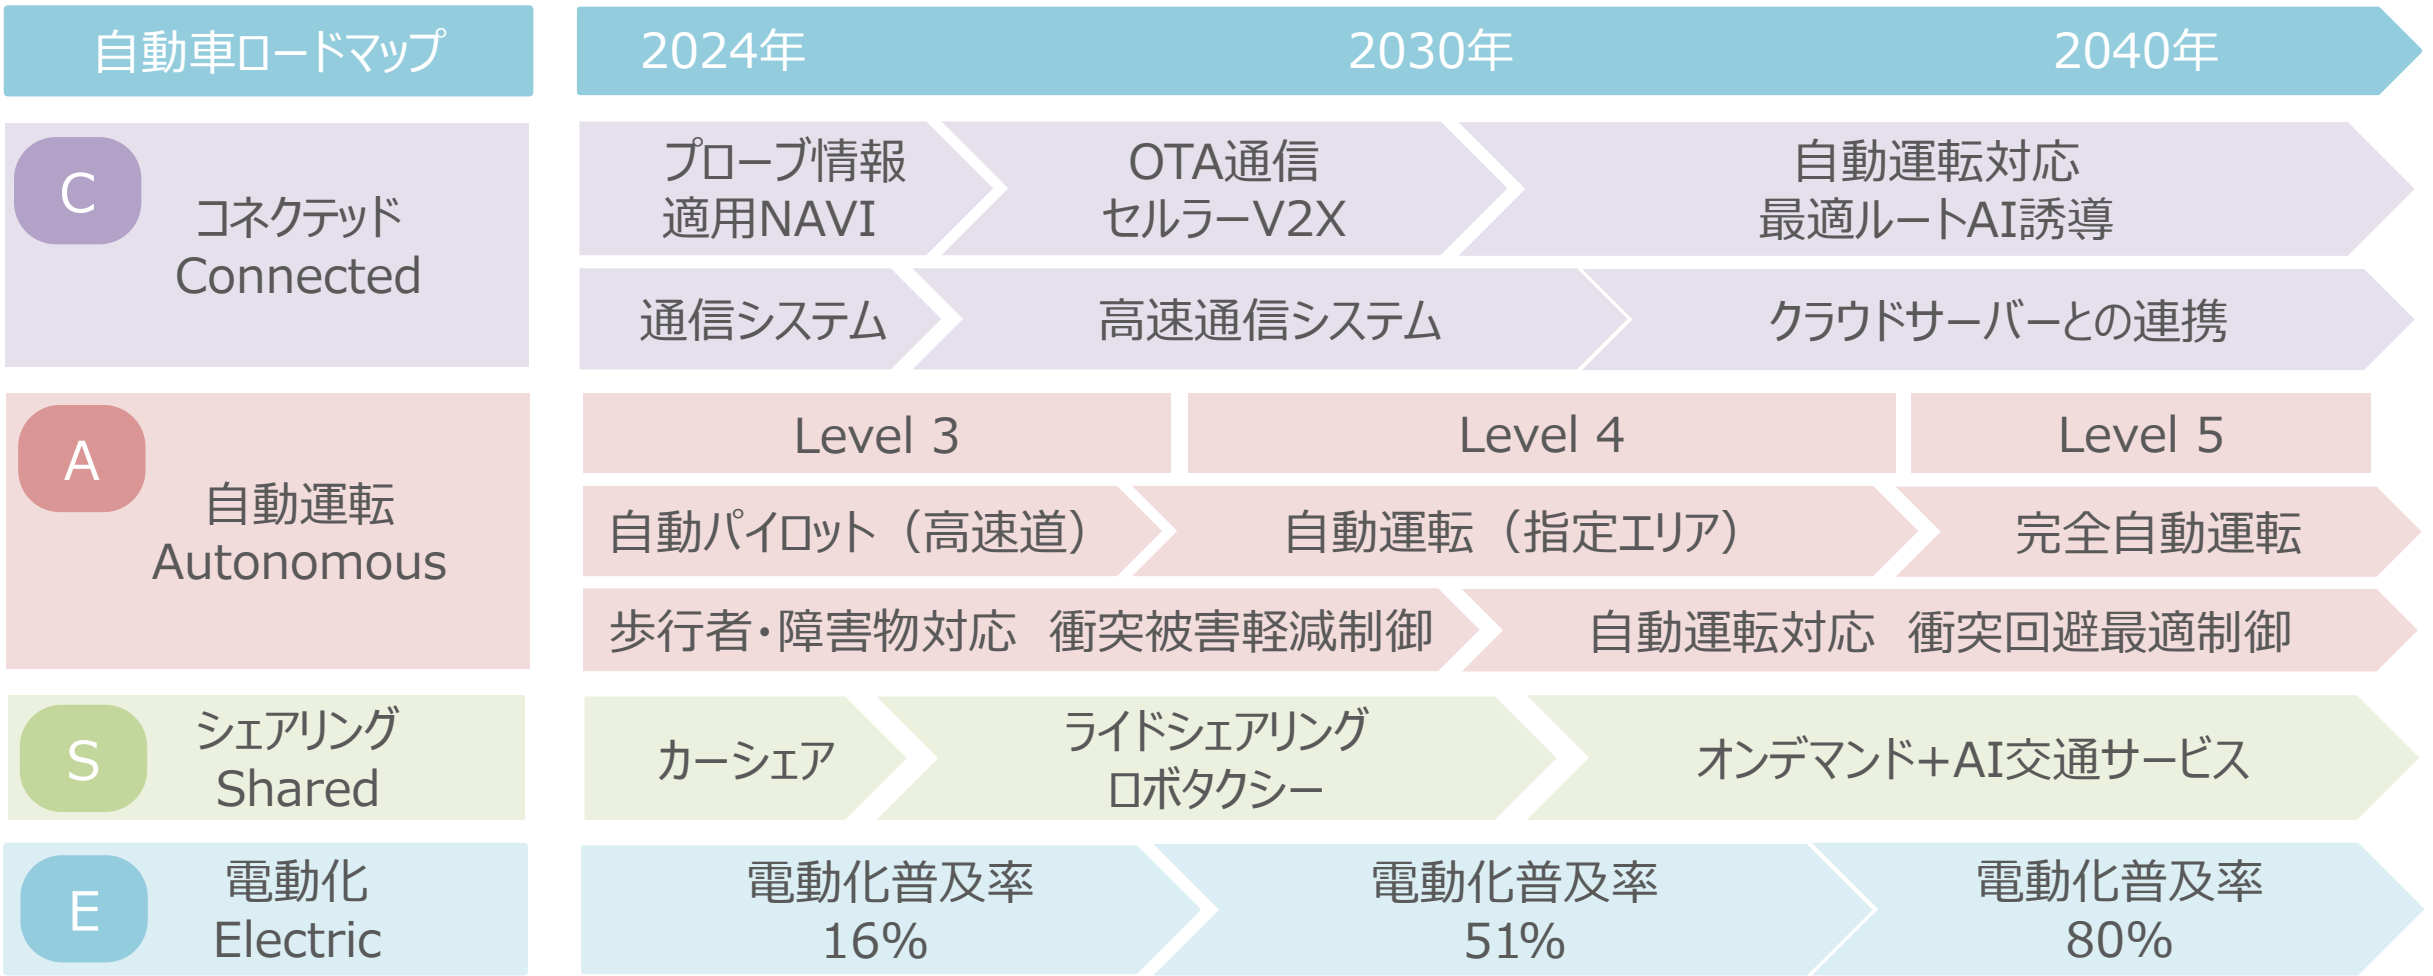 自動車ロードマップ
2024年
2030年
2040年
C
コネクテッド
Connected
プローブ情報
適用NAVI
OTA通信
セルラーV2X
自動運転対応
最適ルートAI誘導
通信システム
高速通信システム
クラウドサーバーとの連携
A
自動運転
Autonomous
Level 3
Level 4
Level 5
自動パイロット（高速道）
自動運転（指定エリア）
完全自動運転
歩行者・障害物対応　衝突被害軽減制御
自動運転対応　衝突回避最適制御
S
シェアリング
Shared
カーシェア
ライドシェアリング
ロボタクシー
オンデマンド+AI交通サービス
E
電動化
Electric
電動化普及率
16%
電動化普及率
51%
電動化普及率
80%